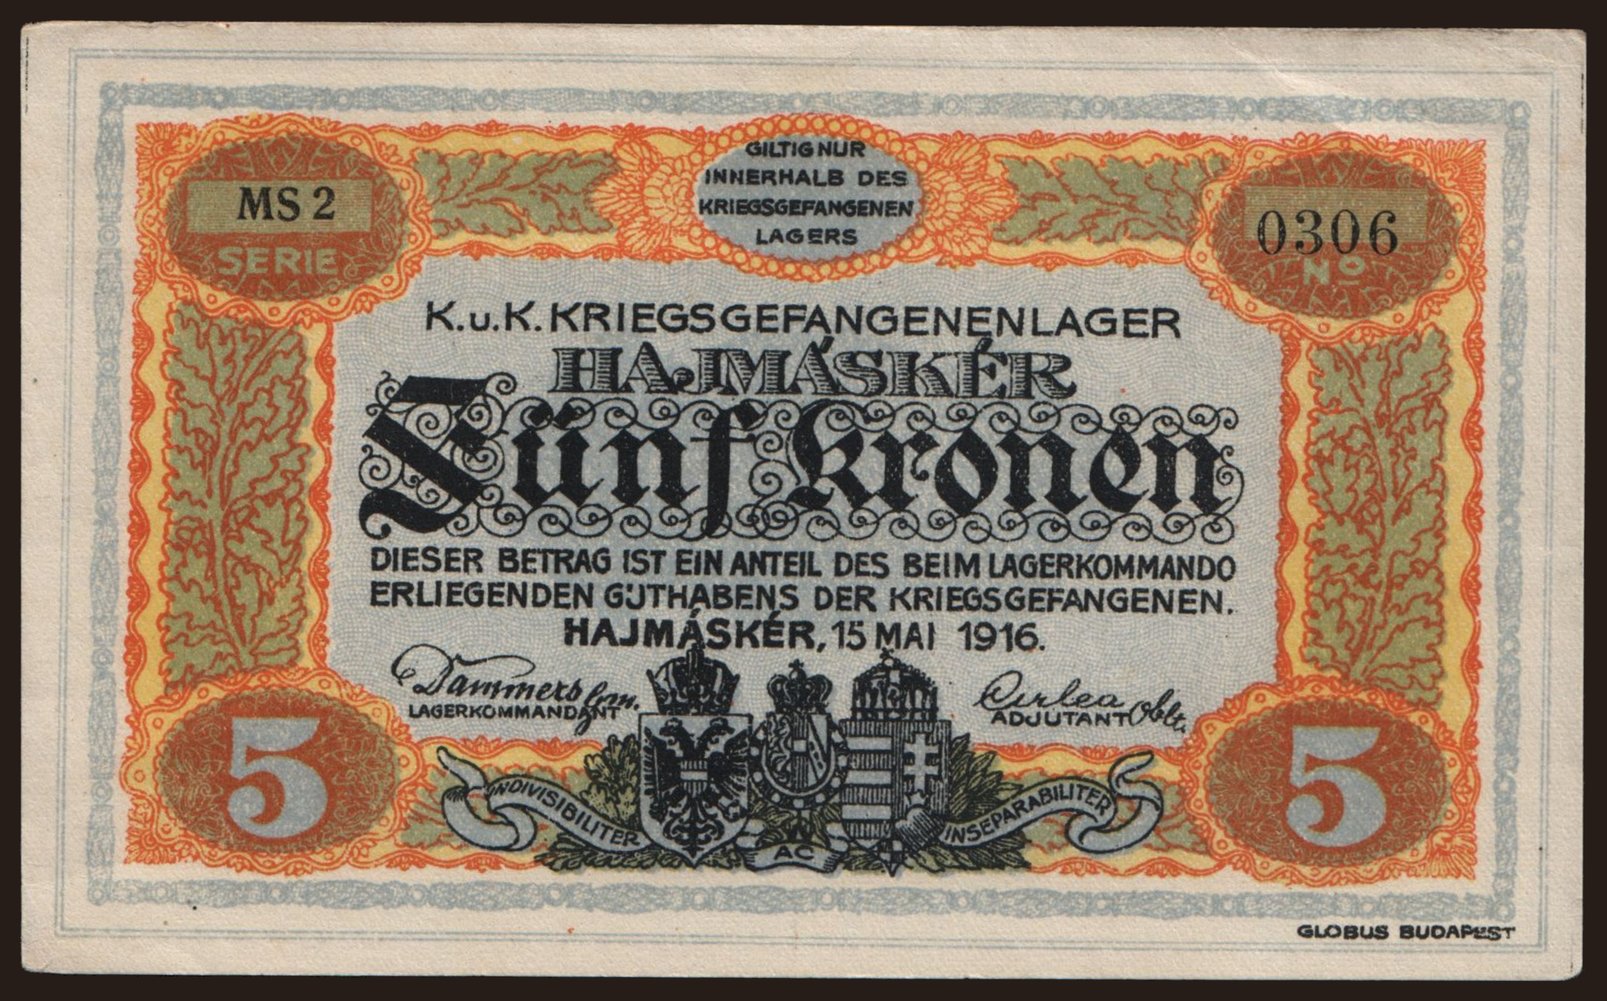 GILTIG NUR
INNERHALB DES
KRIEGSGEFANGENEN
LAGERS
MS 2
SERIE
0306
No
K.u.K. KRIEGSGEFANGENENLAGER
HAJMÁSKÉR
Fünf Kronen
DIESER BETRAG IST EIN ANTEIL DES BEIM LAGERKOMMANDO
ERLIEGENDEN GUTHABENS DER KRIEGSGEFANGENEN.
HAJMÁSKÉR, 15 MAI 1916.
Dammers
LAGERKOMMANDANT
Oblt.
ADJUTANT
5
5
INDIVISIBILITER
INSEPARABILITER
AC
GLOBUS BUDAPEST